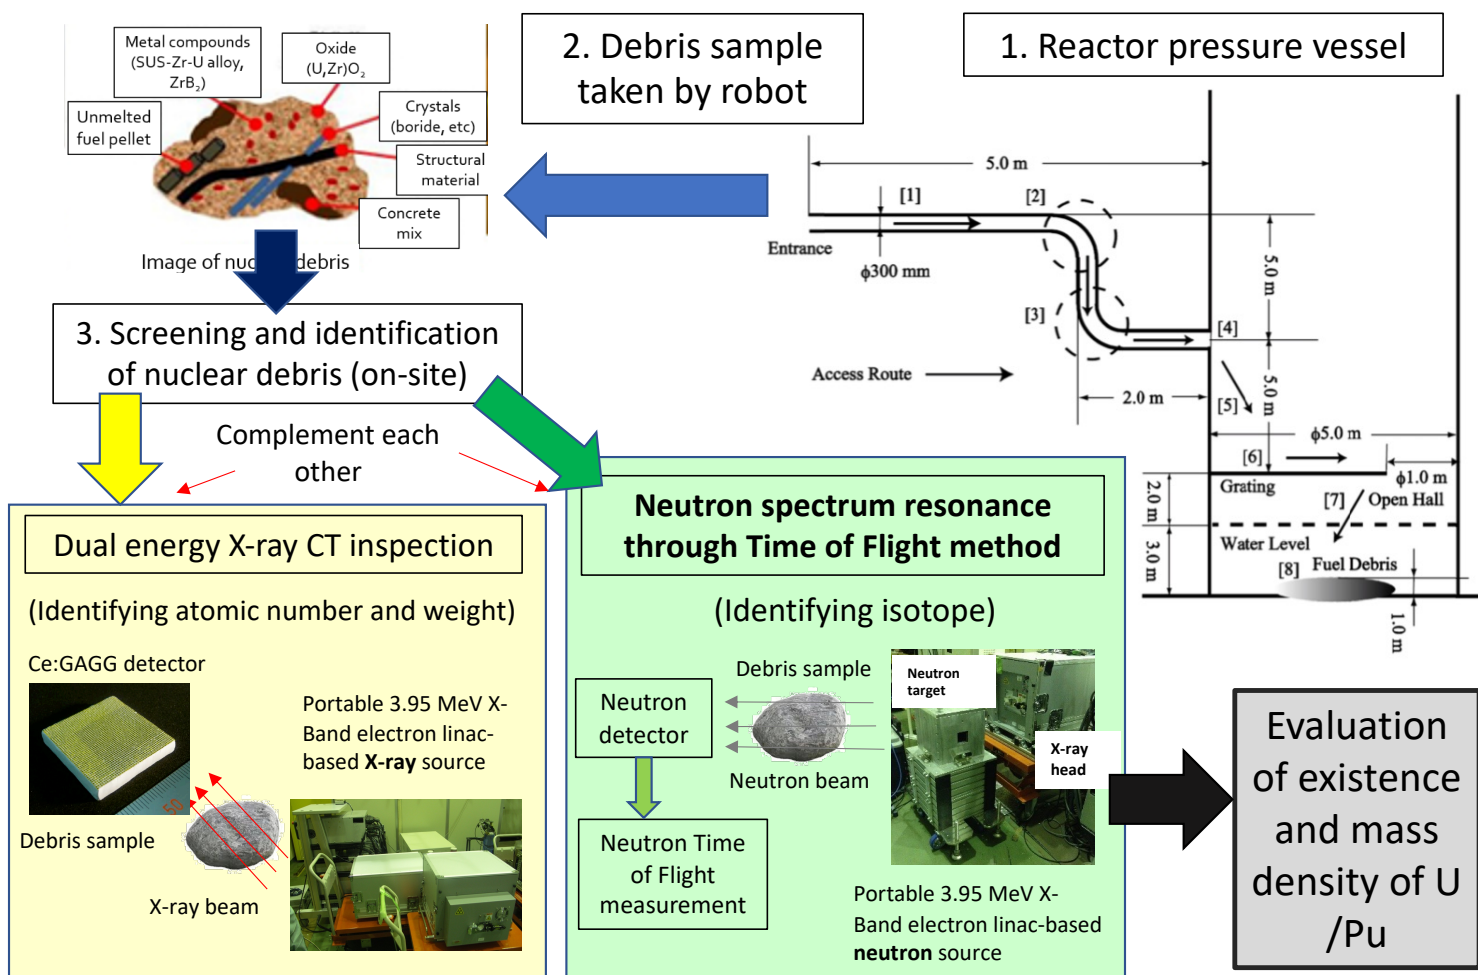 1. Reactor pressure vessel
5.0 m
[1]
[2]
Entrance
ϕ300 mm
5.0 m
[3]
[4]
Access Route
2.0 m
[5]
5.0 m
ϕ5.0 m
[6]
ϕ1.0 m
Grating
[7]
Open Hall
2.0 m
Water Level
3.0 m
Fuel Debris
[8]
1.0 m
2. Debris sample
taken by robot
Metal compounds
(SUS-Zr-U alloy,
ZrB₂)
Oxide
(U,Zr)O₂
Unmelted
fuel pellet
Crystals
(boride, etc)
Structural
material
Concrete
mix
Image of nuc debris
3. Screening and identification
of nuclear debris (on-site)
Complement each
other
Dual energy X-ray CT inspection
(Identifying atomic number and weight)
Ce:GAGG detector
50
Portable 3.95 MeV X-
Band electron linac-
based X-ray source
Debris sample
X-ray beam
Neutron spectrum resonance
through Time of Flight method
(Identifying isotope)
Debris sample
Neutron
detector
Neutron beam
Neutron
target
X-ray
head
Neutron Time
of Flight
measurement
Portable 3.95 MeV X-
Band electron linac-based
neutron source
Evaluation
of existence
and mass
density of U
/Pu